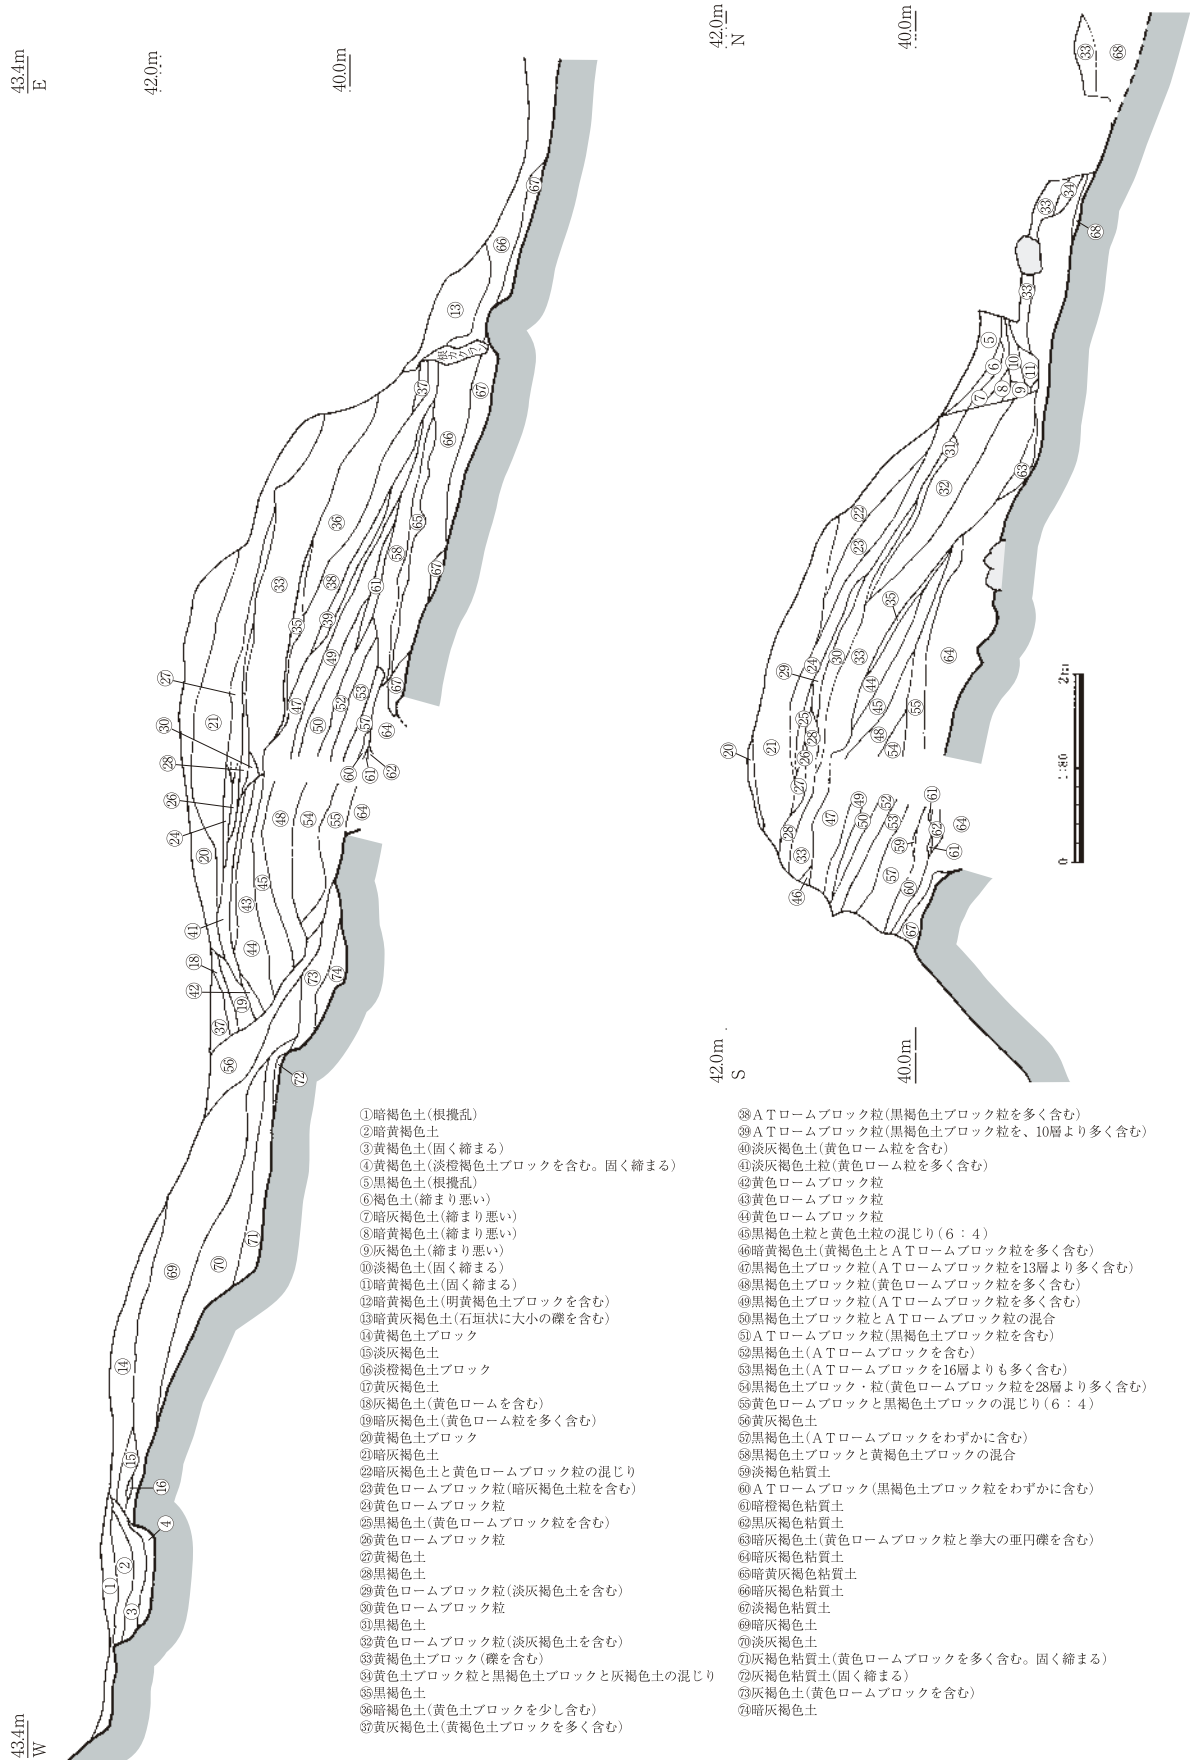 43.4m
E
42.0m
40.0m
42.0m
N
40.0m
43.4m
W
42.0m
S
40.0m
0
2m
根カクラン
①暗褐色土(根攪乱)
②暗黄褐色土
③黄褐色土(固く締まる)
④黄褐色土(淡橙褐色土ブロックを含む。固く締まる)
⑤黒褐色土(根攪乱)
⑥褐色土(締まり悪い)
⑦暗灰褐色土(締まり悪い)
⑧暗黄褐色土(締まり悪い)
⑨灰褐色土(締まり悪い)
⑩淡褐色土(固く締まる)
⑪暗黄褐色土(固く締まる)
⑫暗黄褐色土(明黄褐色土ブロックを含む)
⑬暗黄灰褐色土(石垣状に大小の礫を含む)
⑭黄褐色土ブロック
⑮淡灰褐色土
⑯淡橙褐色土ブロック
⑰黄灰褐色土
⑱灰褐色土(黄色ロームを含む)
⑲暗灰褐色土(黄色ローム粒を多く含む)
⑳黄褐色土ブロック
㉑暗灰褐色土
㉒暗灰褐色土と黄色ロームブロック粒の混じり
㉓黄色ロームブロック粒(暗灰褐色土粒を含む)
㉔黄色ロームブロック粒
㉕黒褐色土(黄色ロームブロック粒を含む)
㉖黄色ロームブロック粒
㉗黄褐色土
㉘黒褐色土
㉙黄色ロームブロック粒(淡灰褐色土を含む)
㉚黄色ロームブロック粒
㉛黒褐色土
㉜黄色ロームブロック粒(淡灰褐色土を含む)
㉝黄褐色土ブロック(礫を含む)
㉞黄色土ブロック粒と黒褐色土ブロックと灰褐色土の混じり
㉟黒褐色土
㊱暗褐色土(黄色土ブロックを少し含む)
㊲黄灰褐色土(黄褐色土ブロックを多く含む)
㊳ATロームブロック粒(黒褐色土ブロック粒を多く含む)
㊴ATロームブロック粒(黒褐色土ブロック粒を、10層より多く含む)
㊵淡灰褐色土(黄色ローム粒を含む)
㊶淡灰褐色土粒(黄色ローム粒を多く含む)
㊷黄色ロームブロック粒
㊸黄色ロームブロック粒
㊹黄色ロームブロック粒
㊺黒褐色土粒と黄色土粒の混じり(6:4)
㊻暗黄褐色土(黄褐色土とATロームブロック粒を多く含む)
㊼黒褐色土ブロック粒(ATロームブロック粒を13層より多く含む)
㊽黒褐色土ブロック粒(黄色ロームブロック粒を多く含む)
㊾黒褐色土ブロック粒(ATロームブロック粒を多く含む)
㊿黒褐色土ブロック粒とATロームブロック粒の混合
51ATロームブロック粒(黒褐色土ブロック粒を含む)
52黒褐色土(ATロームブロックを含む)
53黒褐色土(ATロームブロックを16層よりも多く含む)
54黒褐色土ブロック・粒(黄色ロームブロック粒を28層より多く含む)
55黄色ロームブロックと黒褐色土ブロックの混じり(6:4)
56黄灰褐色土
57黒褐色土(ATロームブロックをわずかに含む)
58黒褐色土ブロックと黄褐色土ブロックの混合
59淡褐色粘質土
60ATブロック(黒褐色土ブロック粒をわずかに含む)
61暗橙褐色粘質土
62黒灰褐色粘質土
63暗灰褐色土(黄色ロームブロック粒と拳大の亜円礫を含む)
64暗灰褐色粘質土
65暗黄灰褐色粘質土
66暗灰褐色粘質土
67淡褐色粘質土
69暗灰褐色土
70淡灰褐色土
71灰褐色粘質土(黄色ロームブロックを多く含む。固く締まる)
72灰褐色粘質土(固く締まる)
73灰褐色土(黄色ロームブロックを含む)
74暗灰褐色土